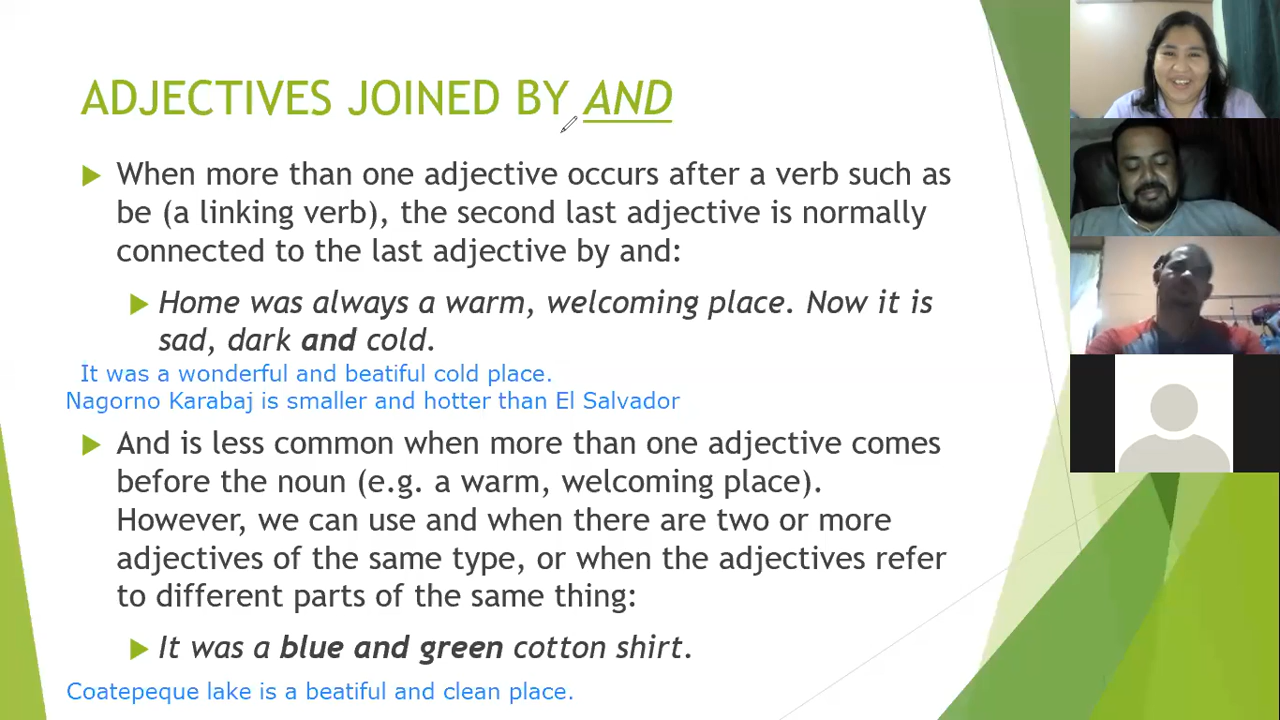 ADJECTIVES JOINED BY AND
When more than one adjective occurs after a verb such as
be (a linking verb), the second last adjective is normally
connected to the last adjective by and:
Home was always a warm, welcoming place. Now it is
sad, dark and cold.
It was a wonderful and beatiful cold place.
Nagorno Karabaj is smaller and hotter than El Salvador
And is less common when more than one adjective comes
before the noun (e.g. a warm, welcoming place).
However, we can use and when there are two or more
adjectives of the same type, or when the adjectives refer
to different parts of the same thing:
It was a blue and green cotton shirt.
Coatepeque lake is a beatiful and clean place.